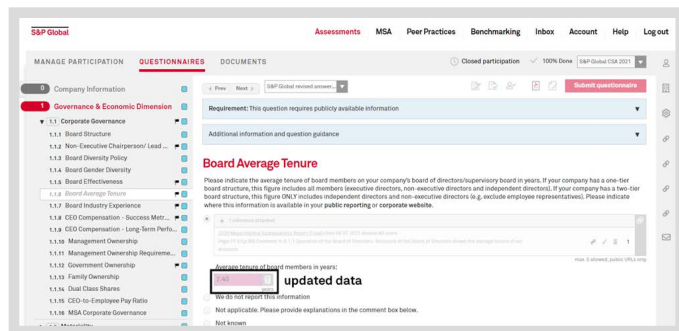 S&P Global
Assessments MSA Peer Practices Benchmarking Inbox Account Help Log out
MANAGE PARTICIPATION QUESTIONNAIRES DOCUMENTS
Closed participation 100% Done S&P Global CSA 2021
0 Company Information
1 Governance & Economic Dimension
1.1 Corporate Governance
1.1.1 Board Structure
1.1.2 Non-Executive Chairperson/ Lead ...
1.1.3 Board Diversity Policy
1.1.4 Board Gender Diversity
1.1.5 Board Effectiveness
1.1.6 Board Average Tenure
1.1.7 Board Industry Experience
1.1.8 CEO Compensation - Success Metr...
1.1.9 CEO Compensation - Long-Term Perfo...
1.1.10 Management Ownership
1.1.11 Management Ownership Requireme...
1.1.12 Government Ownership
1.1.13 Family Ownership
1.1.14 Dual Class Shares
1.1.15 CEO-to-Employee Pay Ratio
1.1.16 MSA Corporate Governance
Prev Next S&P Global revised answer...
Submit questionnaire
Requirement: This question requires publicly available information
Additional information and question guidance
Board Average Tenure
Please indicate the average tenure of board members on your company's board of directors/supervisory board in years. If your company has a one-tier
board structure, this figure includes all members (executive directors, non-executive directors and independent directors). If your company has a two-tier
board structure, this figure ONLY includes independent directors and non-executive directors (e.g. exclude employee representatives). Please indicate
where this information is available in your public reporting or corporate website.
1
max. 5 allowed, public URLs only
Average tenure of board members in years:
years
updated data
We do not report this information
Not applicable. Please provide explanations in the comment box below.
Not known